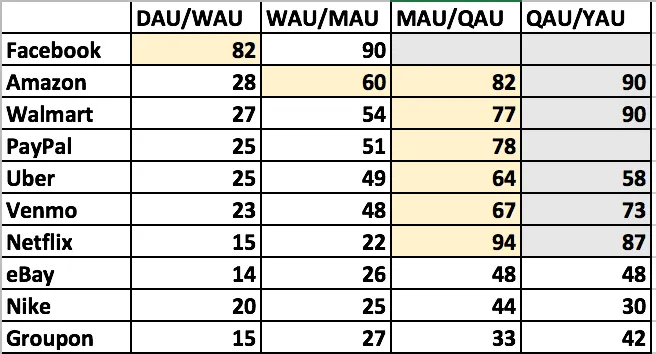 DAU/WAU WAU/MAU MAU/QAU QAU/YAU
Facebook 82 90
Amazon 28 60 82 90
Walmart 27 54 77 90
PayPal 25 51 78
Uber 25 49 64 58
Venmo 23 48 67 73
Netflix 15 22 94 87
eBay 14 26 48 48
Nike 20 25 44 30
Groupon 15 27 33 42